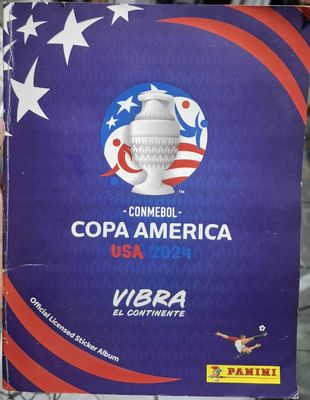 TM
- CONMEBOL -
COPA AMERICA
USA 2024
VIBRA
EL CONTINENTE
Official Licensed Sticker Album
PANINI